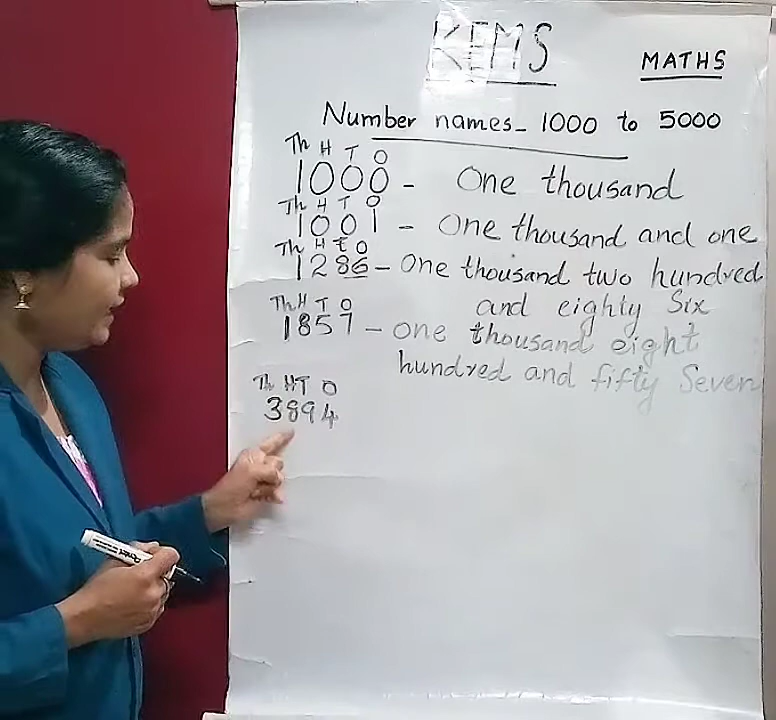 KEMS
MATHS
Number names - 1000 to 5000
Th H T O
1000 - One thousand
Th H T O
1001 - One thousand and one
Th H T O
1286 - One thousand two hundred
and eighty Six
Th H T O
1857 - one thousand eight
hundred and fifty Seven
Th H T O
3894